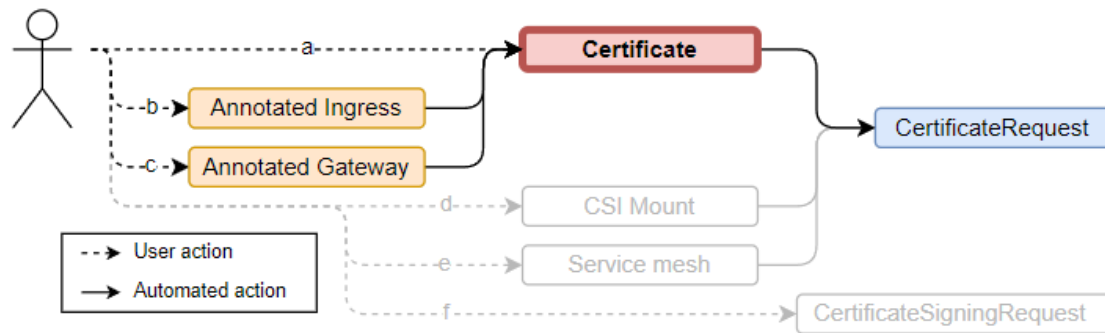 a
Certificate
b
Annotated Ingress
CertificateRequest
c
Annotated Gateway
d
CSI Mount
User action
e
Service mesh
Automated action
f
CertificateSigningRequest